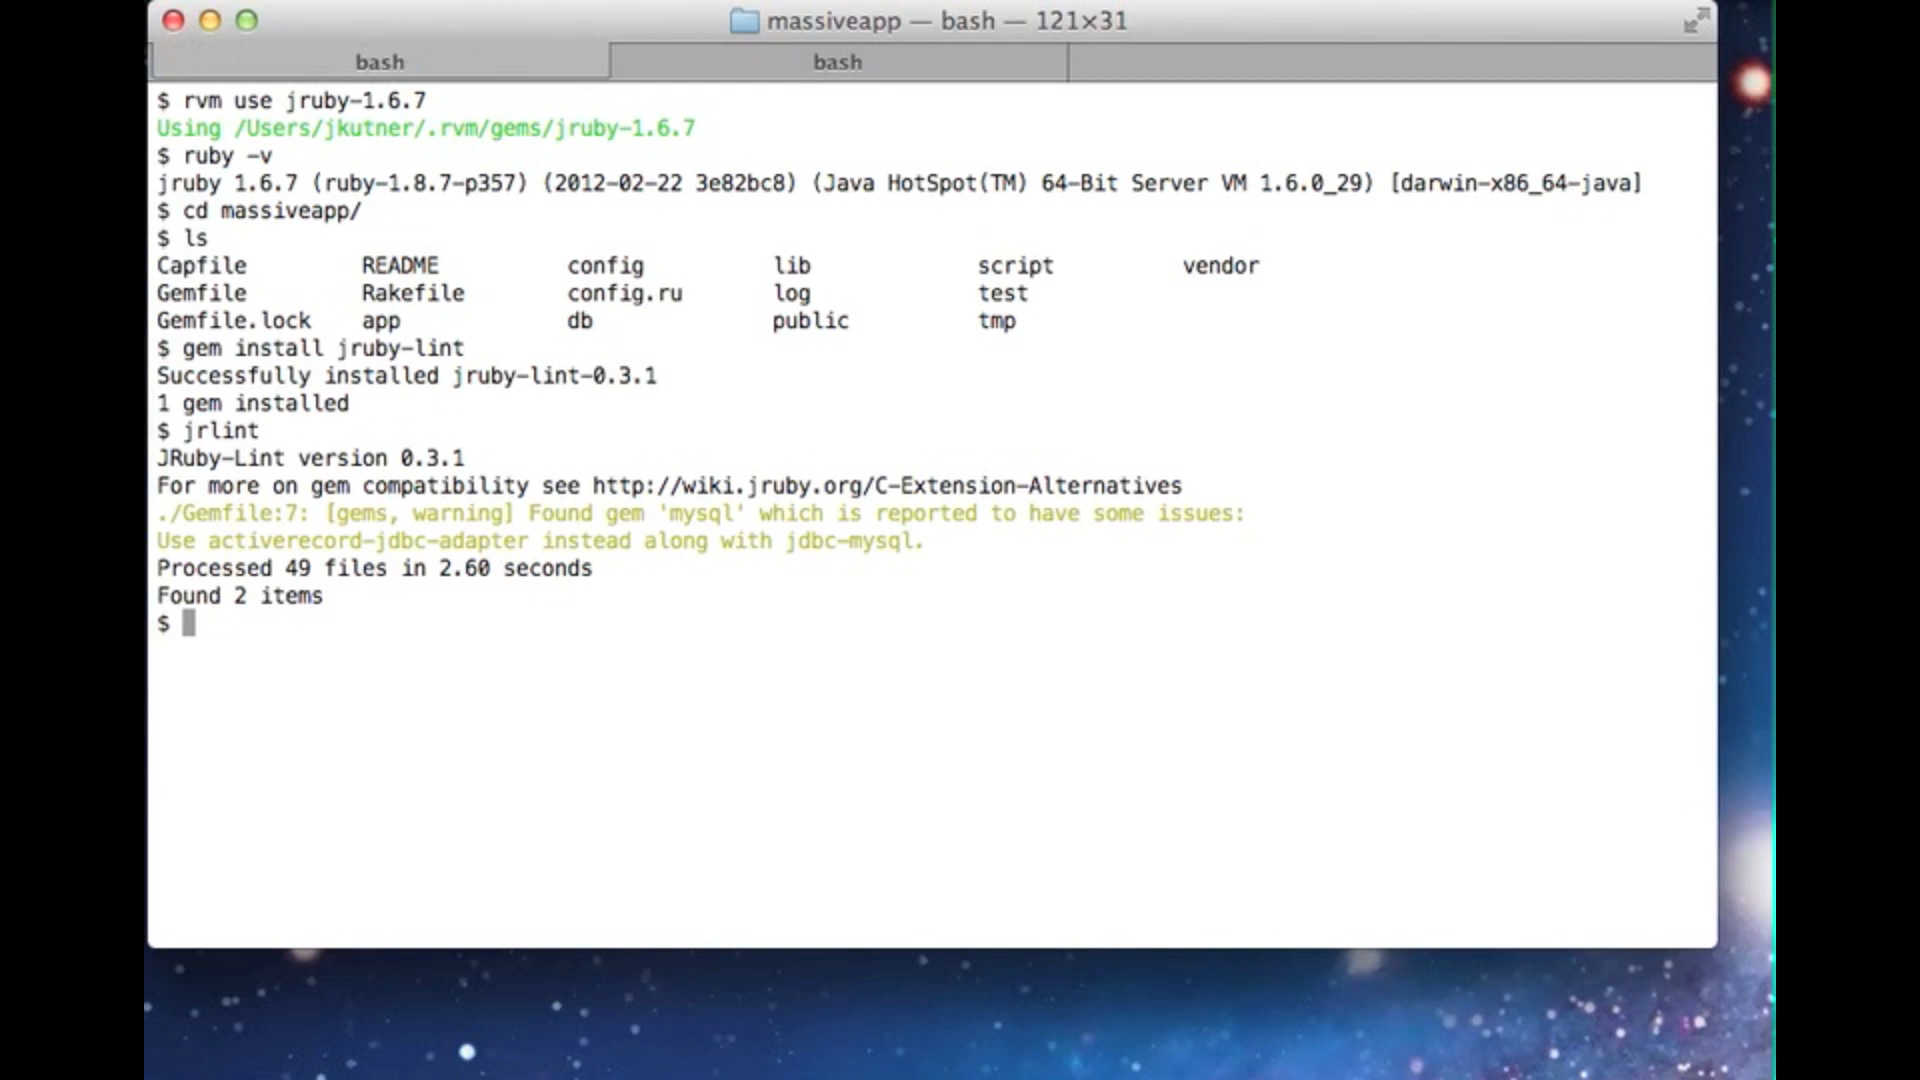 massiveapp — bash — 121×31
bash bash
$ rvm use jruby-1.6.7
Using /Users/jkutner/.rvm/gems/jruby-1.6.7
$ ruby -v
jruby 1.6.7 (ruby-1.8.7-p357) (2012-02-22 3e82bc8) (Java HotSpot(TM) 64-Bit Server VM 1.6.0_29) [darwin-x86_64-java]
$ cd massiveapp/
$ ls
Capfile README config lib script vendor
Gemfile Rakefile config.ru log test
Gemfile.lock app db public tmp
$ gem install jruby-lint
Successfully installed jruby-lint-0.3.1
1 gem installed
$ jrlint
JRuby-Lint version 0.3.1
For more on gem compatibility see http://wiki.jruby.org/C-Extension-Alternatives
./Gemfile:7: [gems, warning] Found gem 'mysql' which is reported to have some issues:
Use activerecord-jdbc-adapter instead along with jdbc-mysql.
Processed 49 files in 2.60 seconds
Found 2 items
$